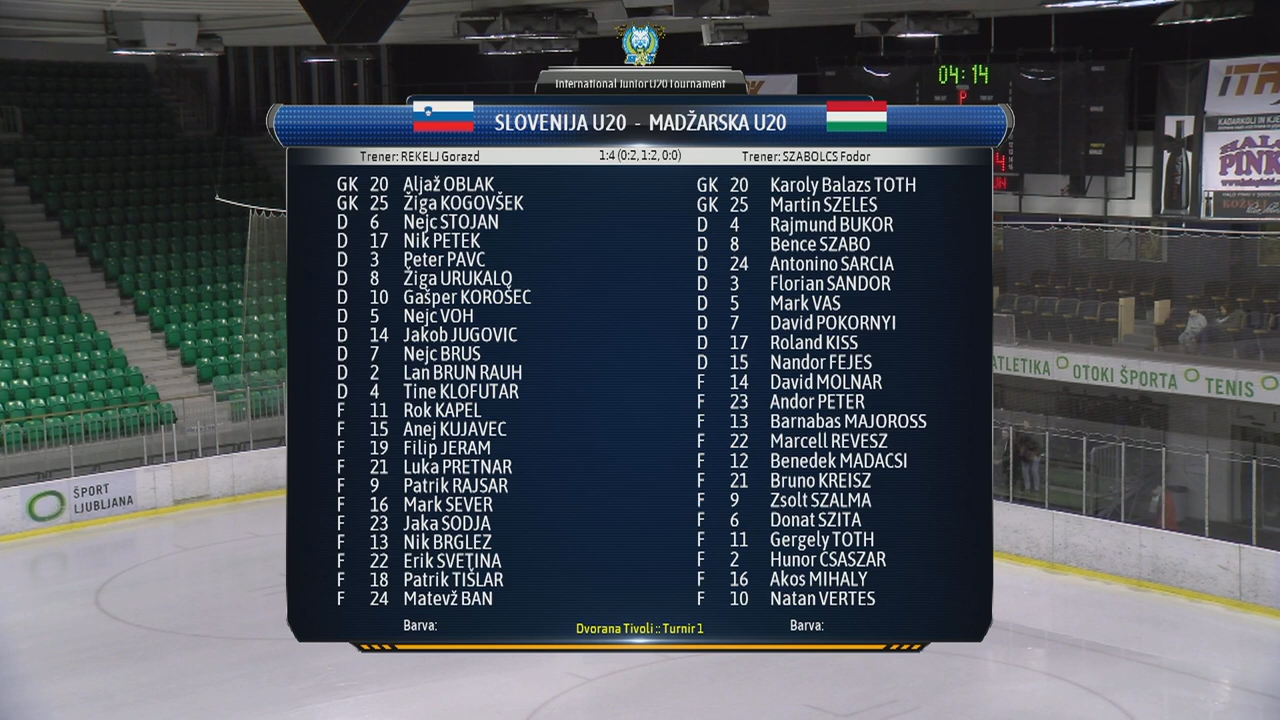 International Junior U20 Tournament
SLOVENIJA U20 - MADŽARSKA U20
Trener: REKELJ Gorazd 1:4 (0:2, 1:2, 0:0) Trener: SZABOLCS Fodor
GK 20 Aljaž OBLAK
GK 25 Žiga KOGOVŠEK
D 6 Nejc STOJAN
D 17 Nik PETEK
D 3 Peter PAVC
D 8 Žiga URUKALO
D 10 Gašper KOROŠEC
D 5 Nejc VOH
D 14 Jakob JUGOVIC
D 7 Nejc BRUS
D 2 Lan BRUN RAUH
D 4 Tine KLOFUTAR
F 11 Rok KAPEL
F 15 Anej KUJAVEC
F 19 Filip JERAM
F 21 Luka PRETNAR
F 9 Patrik RAJSAR
F 16 Mark SEVER
F 23 Jaka SODJA
F 13 Nik BRGLEZ
F 22 Erik SVETINA
F 18 Patrik TIŠLAR
F 24 Matevž BAN
Barva:
GK 20 Karoly Balazs TOTH
GK 25 Martin SZELES
D 4 Rajmund BUKOR
D 8 Bence SZABO
D 24 Antonino SARCIA
D 3 Florian SANDOR
D 5 Mark VAS
D 7 David POKORNYI
D 17 Roland KISS
D 15 Nandor FEJES
F 14 David MOLNAR
F 23 Andor PETER
F 13 Barnabas MAJOROSS
F 22 Marcell REVESZ
F 12 Benedek MADACSI
F 21 Bruno KREISZ
F 9 Zsolt SZALMA
F 6 Donat SZITA
F 11 Gergely TOTH
F 2 Hunor CSASZAR
F 16 Akos MIHALY
F 10 Natan VERTES
Barva:
Dvorana Tivoli :: Turnir 1
04:14
P
4
KADARKOLI IN KJE
PINK
ATLETIKA OTOKI ŠPORTA TENIS
ŠPORT
LJUBLJANA